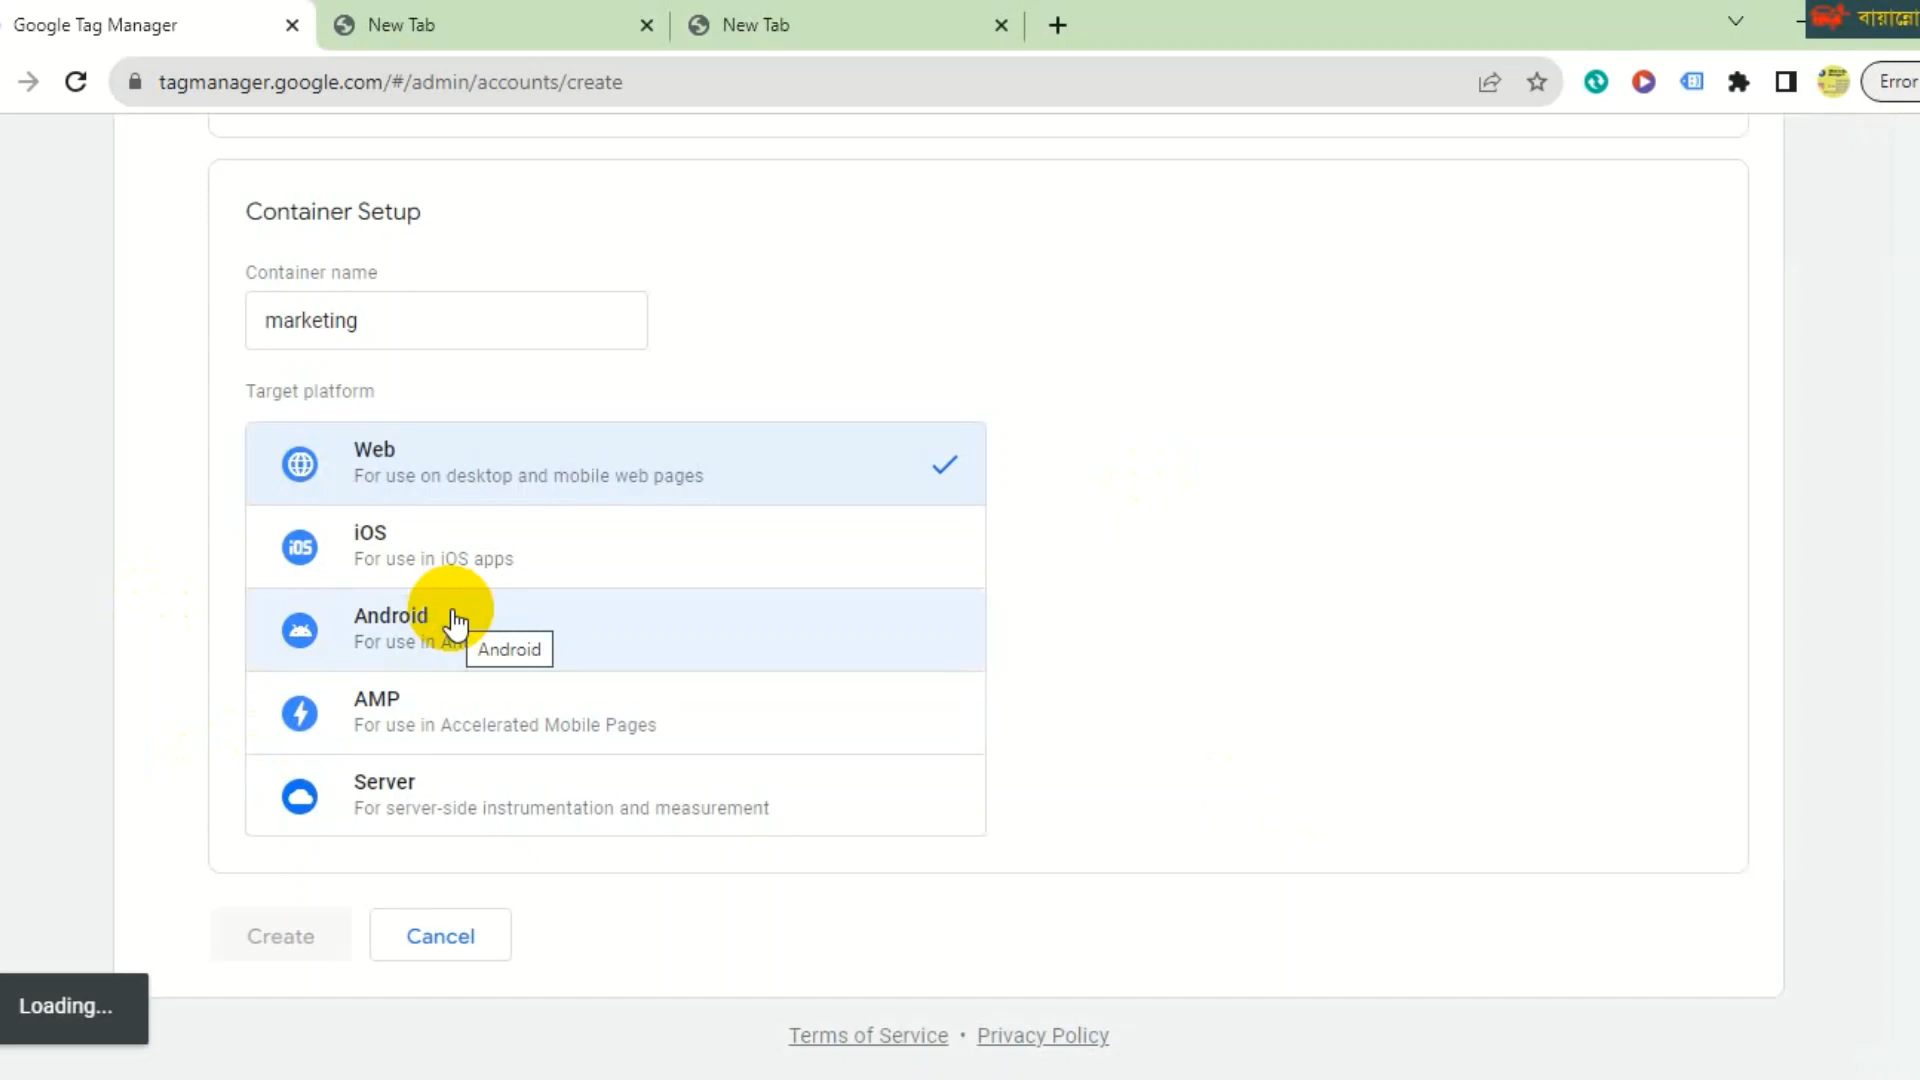 Google Tag Manager
New Tab
New Tab
বায়ান্নো
tagmanager.google.com/#/admin/accounts/create
Error
Container Setup
Container name
marketing
Target platform
Web
For use on desktop and mobile web pages
iOS
iOS
For use in iOS apps
Android
For use in
Android
AMP
For use in Accelerated Mobile Pages
Server
For server-side instrumentation and measurement
Create
Cancel
Loading...
Terms of Service • Privacy Policy